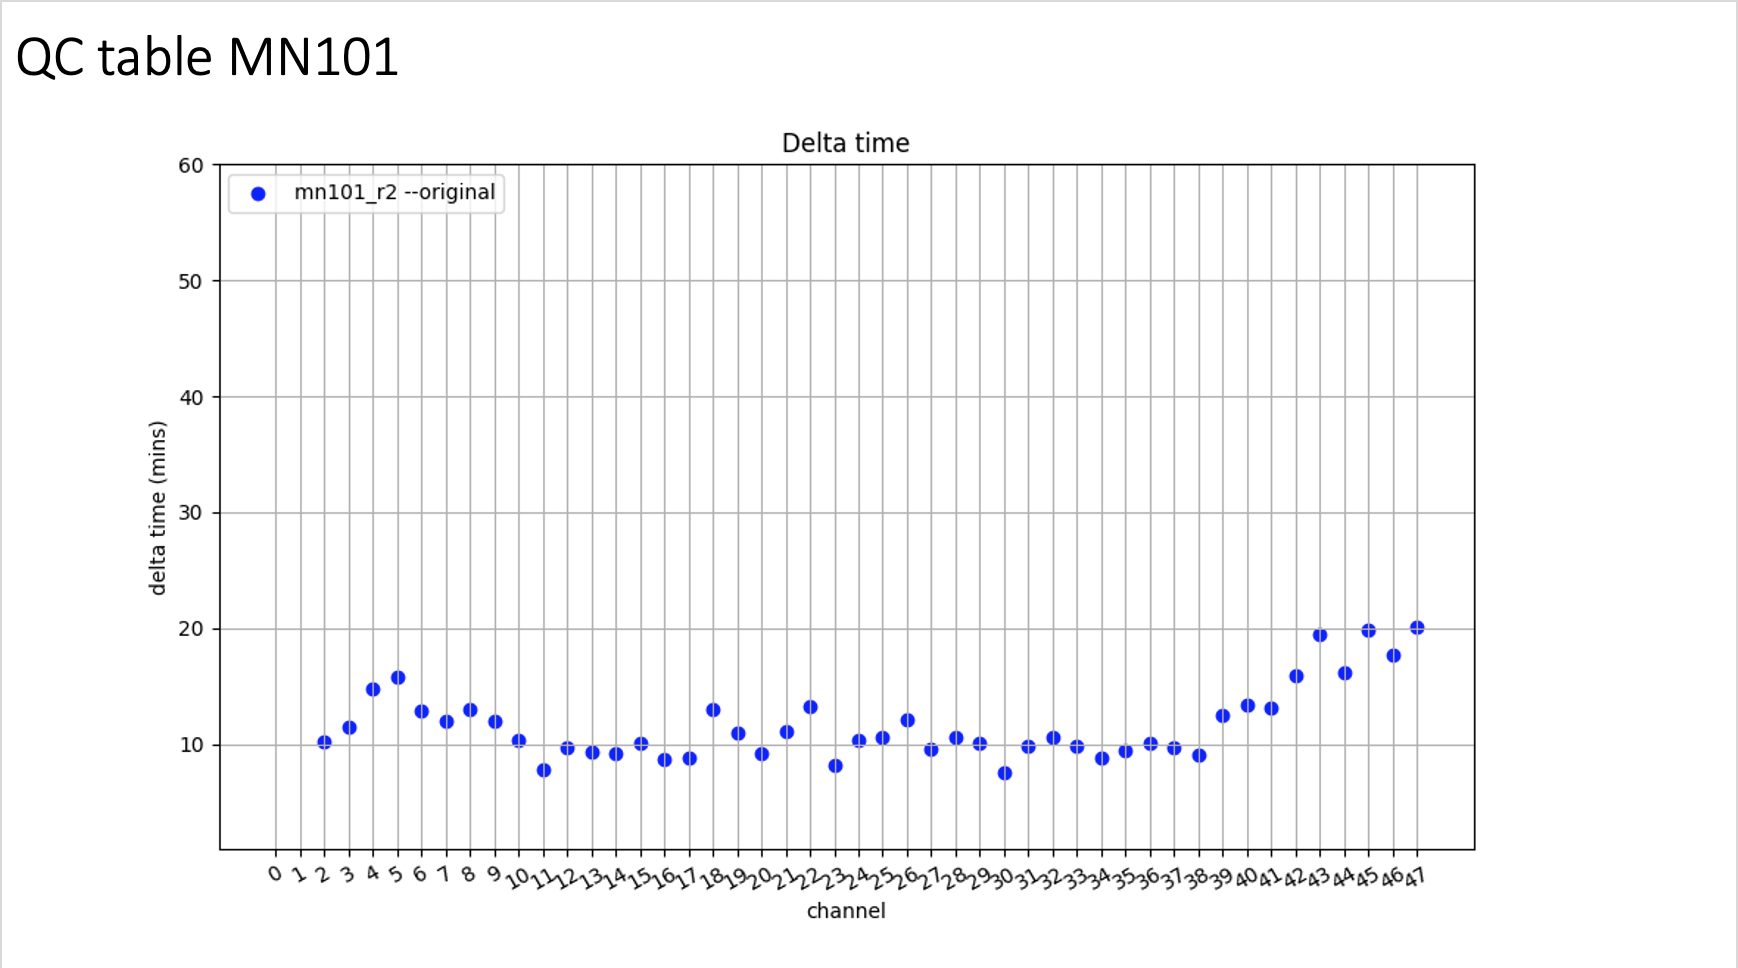 QC table MN101
Delta time
mn101_r2 --original
60
50
40
30
20
10
delta time (mins)
0 1 2 3 4 5 6 7 8 9 10 11 12 13 14 15 16 17 18 19 20 21 22 23 24 25 26 27 28 29 30 31 32 33 34 35 36 37 38 39 40 41 42 43 44 45 46 47
channel